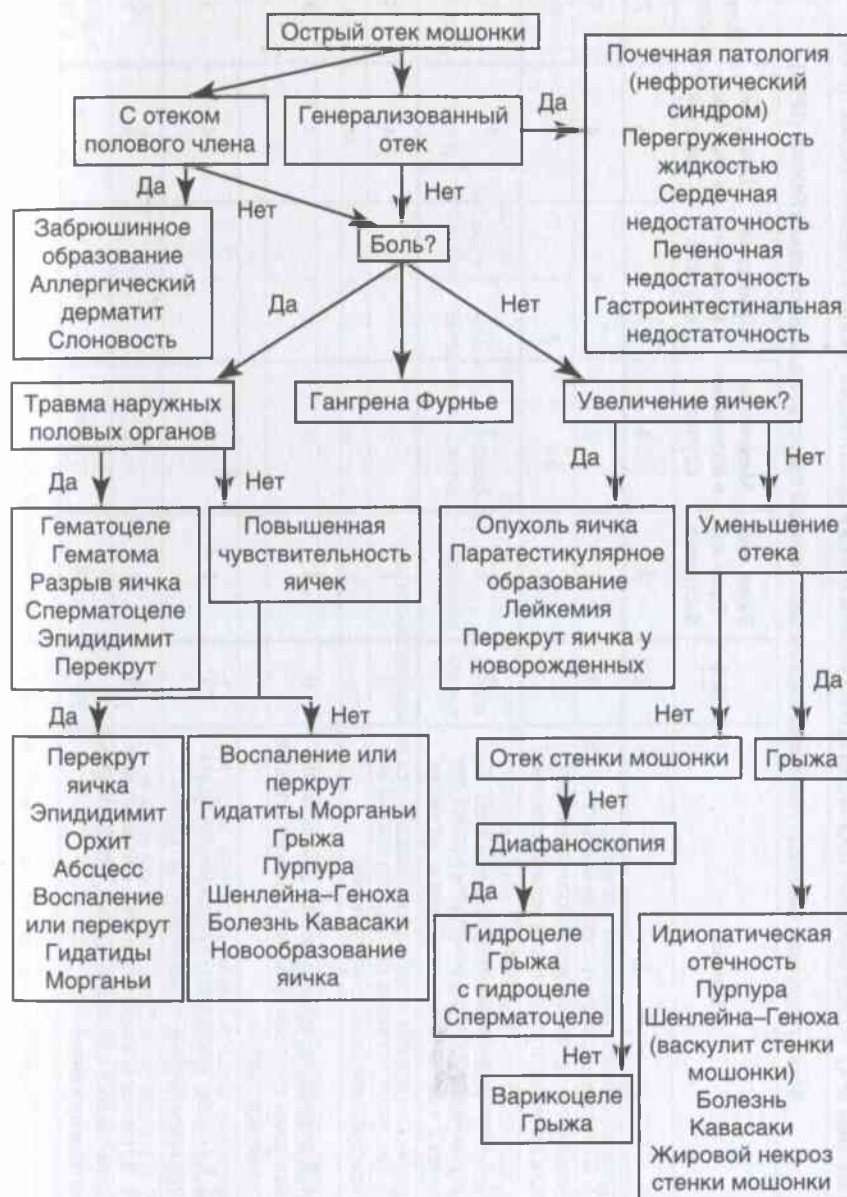 Острый отек мошонки
С отеком
полового члена
Генерализованный
отек
Да
Почечная патология
(нефротический
синдром)
Перегруженность
жидкостью
Сердечная
недостаточность
Печеночная
недостаточность
Гастроинтестинальная
недостаточность
Да
Нет
Нет
Забрюшинное
образование
Аллергический
дерматит
Слоновость
Боль?
Да
Нет
Травма наружных
половых органов
Гангрена Фурнье
Увеличение яичек?
Да
Нет
Да
Нет
Гематоцеле
Гематома
Разрыв яичка
Сперматоцеле
Эпидидимит
Перекрут
Повышенная
чувствительность
яичек
Опухоль яичка
Паратестикулярное
образование
Лейкемия
Перекрут яичка у
новорожденных
Уменьшение
отека
Да
Нет
Нет
Да
Перекрут
яичка
Эпидидимит
Орхит
Абсцесс
Воспаление
или перекрут
Гидатиды
Морганьи
Воспаление или
перкрут
Гидатиты Морганьи
Грыжа
Пурпура
Шенлейна–Геноха
Болезнь Кавасаки
Новообразование
яичка
Отек стенки мошонки
Грыжа
Нет
Диафаноскопия
Да
Гидроцеле
Грыжа
с гидроцеле
Сперматоцеле
Нет
Варикоцеле
Грыжа
Идиопатическая
отечность
Пурпура
Шенлейна–Геноха
(васкулит стенки
мошонки)
Болезнь
Кавасаки
Жировой некроз
стенки мошонки